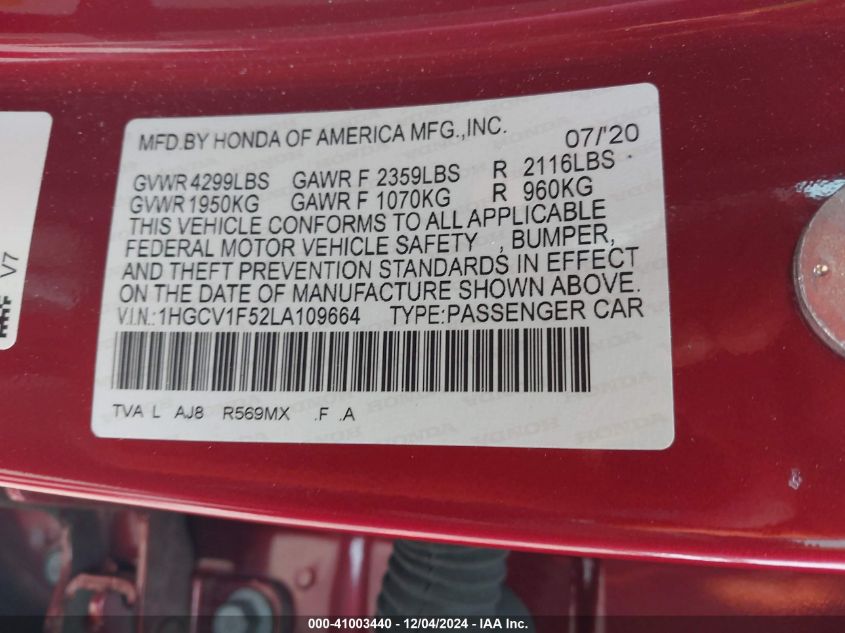 MFD.BY HONDA OF AMERICA MFG.,INC. 07/'20
GVWR 4299LBS GAWR F 2359LBS R 2116LBS
GVWR 1950KG GAWR F 1070KG R 960KG
THIS VEHICLE CONFORMS TO ALL APPLICABLE
FEDERAL MOTOR VEHICLE SAFETY , BUMPER,
AND THEFT PREVENTION STANDARDS IN EFFECT
ON THE DATE OF MANUFACTURE SHOWN ABOVE.
V.I.N.:1HGCV1F52LA109664 TYPE:PASSENGER CAR
TVA L AJ8 R569MX .F .A
V7
000-41003440 - 12/04/2024 - IAA Inc.